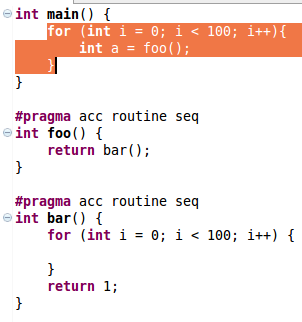 int main() {
    for (int i = 0; i < 100; i++){
        int a = foo();
    }
}

#pragma acc routine seq
int foo() {
    return bar();
}

#pragma acc routine seq
int bar() {
    for (int i = 0; i < 100; i++) {

    }
    return 1;
}